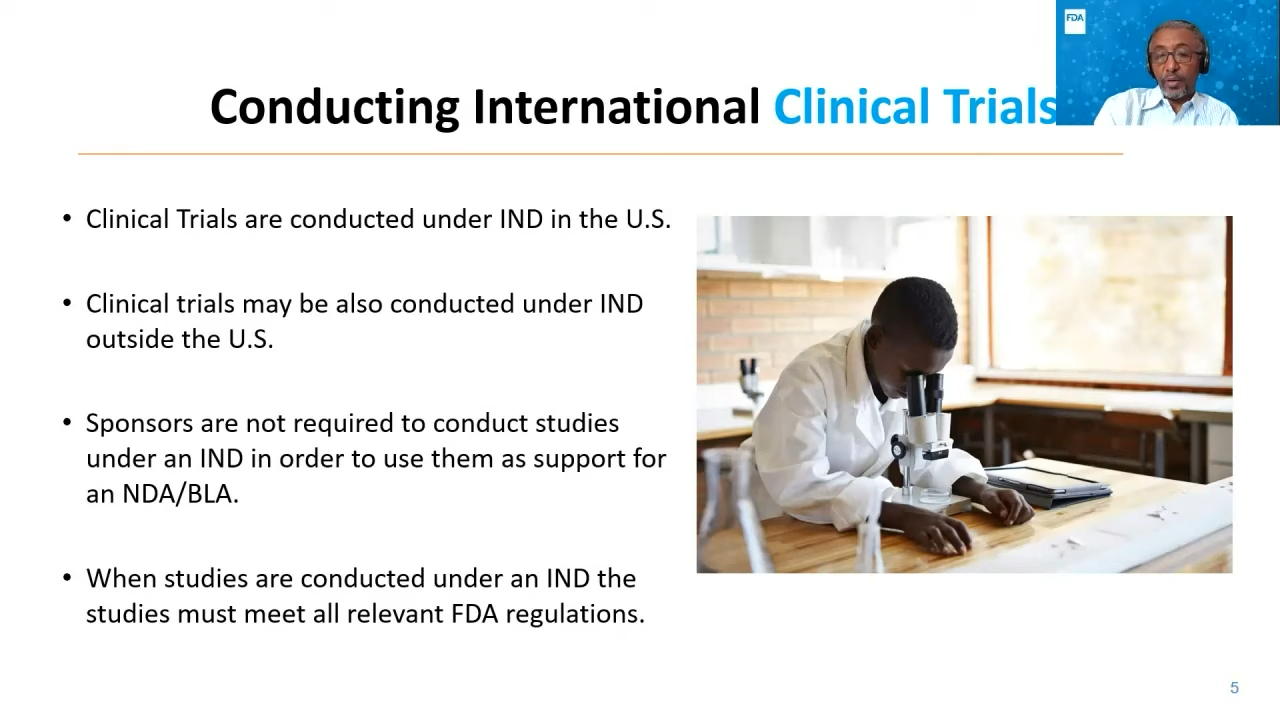 FDA
Conducting International Clinical Trials
• Clinical Trials are conducted under IND in the U.S.
• Clinical trials may be also conducted under IND
outside the U.S.
• Sponsors are not required to conduct studies
under an IND in order to use them as support for
an NDA/BLA.
• When studies are conducted under an IND the
studies must meet all relevant FDA regulations.
5